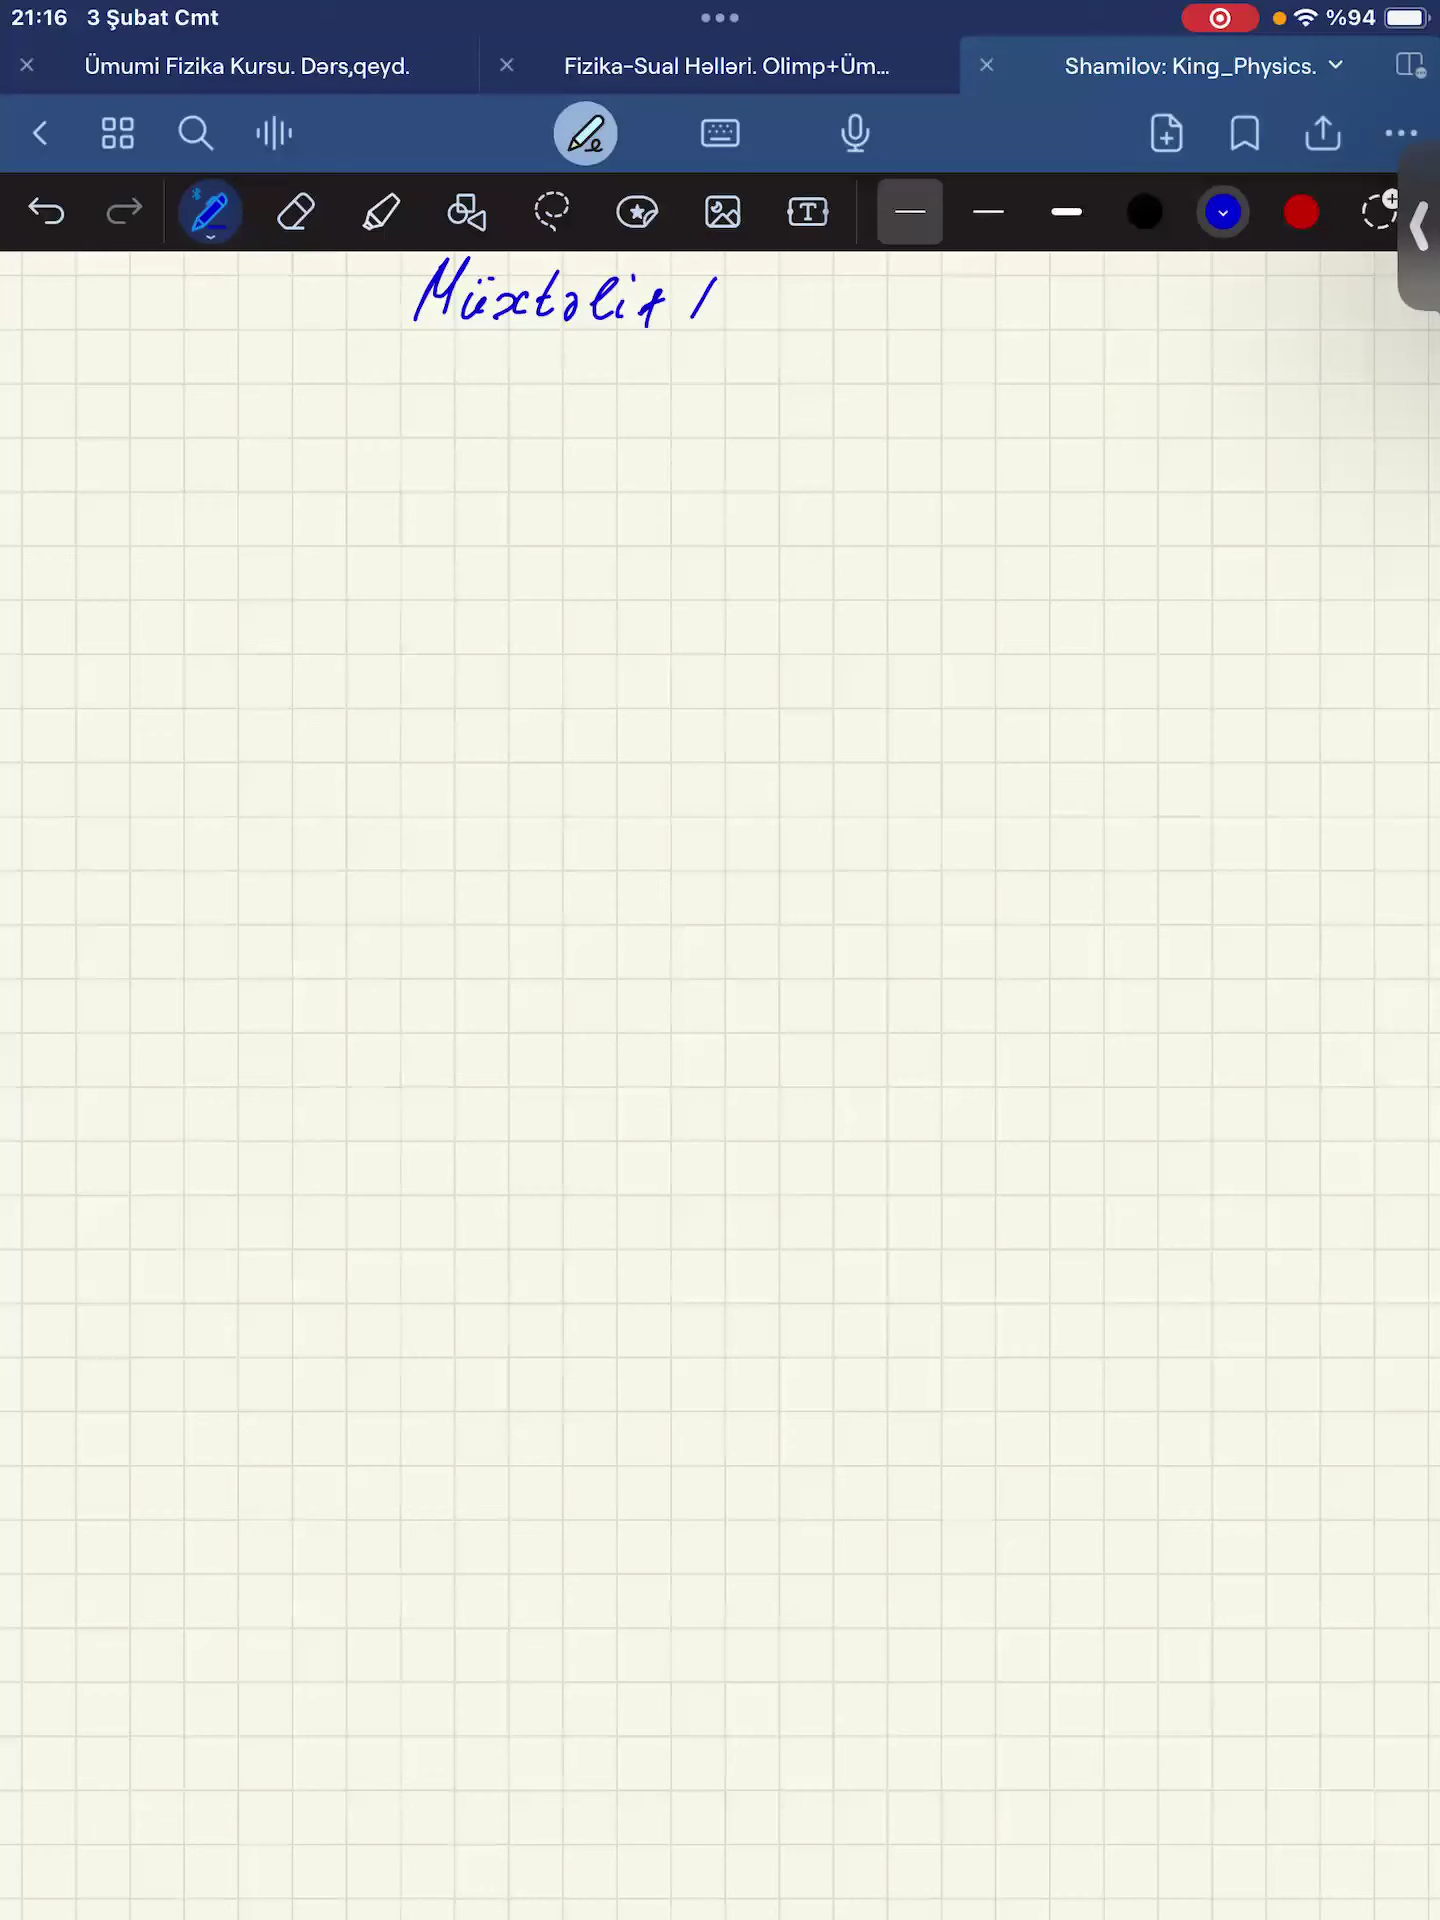 21:16 3 Şubat Cmt %94
Ümumi Fizika Kursu. Dərs,qeyd. Fizika-Sual Həlləri. Olimp+Üm... Shamilov: King_Physics.
Müxtəlif